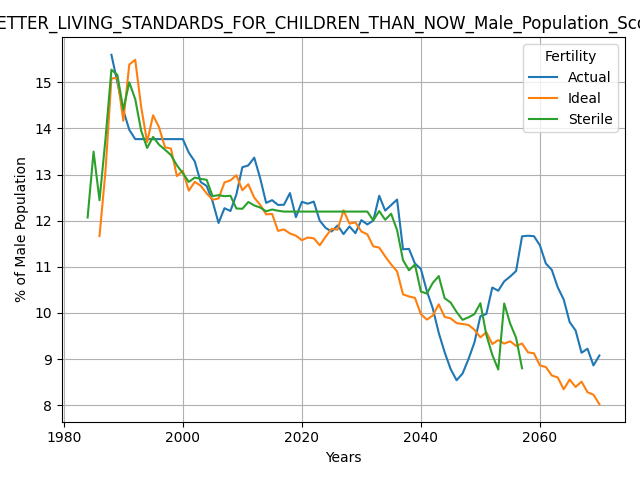 ETTER_LIVING_STANDARDS_FOR_CHILDREN_THAN_NOW_Male_Population_Sco
Fertility
Actual
Ideal
Sterile
% of Male Population
15
14
13
12
11
10
9
8
1980
2000
2020
2040
2060
Years